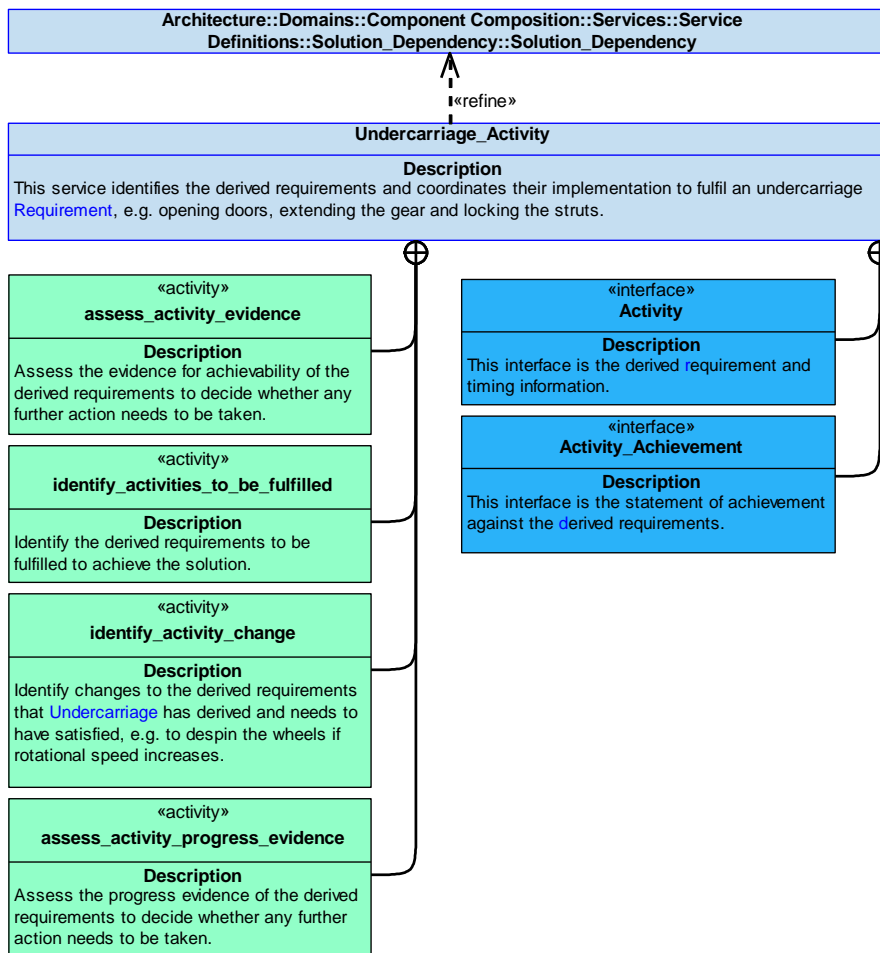 Architecture::Domains::Component Composition::Services::Service
Definitions::Solution_Dependency::Solution_Dependency
«refine»
Undercarriage_Activity
Description
This service identifies the derived requirements and coordinates their implementation to fulfil an undercarriage
Requirement, e.g. opening doors, extending the gear and locking the struts.
«activity»
assess_activity_evidence
Description
Assess the evidence for achievability of the
derived requirements to decide whether any
further action needs to be taken.
«activity»
identify_activities_to_be_fulfilled
Description
Identify the derived requirements to be
fulfilled to achieve the solution.
«activity»
identify_activity_change
Description
Identify changes to the derived requirements
that Undercarriage has derived and needs to
have satisfied, e.g. to despin the wheels if
rotational speed increases.
«activity»
assess_activity_progress_evidence
Description
Assess the progress evidence of the derived
requirements to decide whether any further
action needs to be taken.
«interface»
Activity
Description
This interface is the derived requirement and
timing information.
«interface»
Activity_Achievement
Description
This interface is the statement of achievement
against the derived requirements.